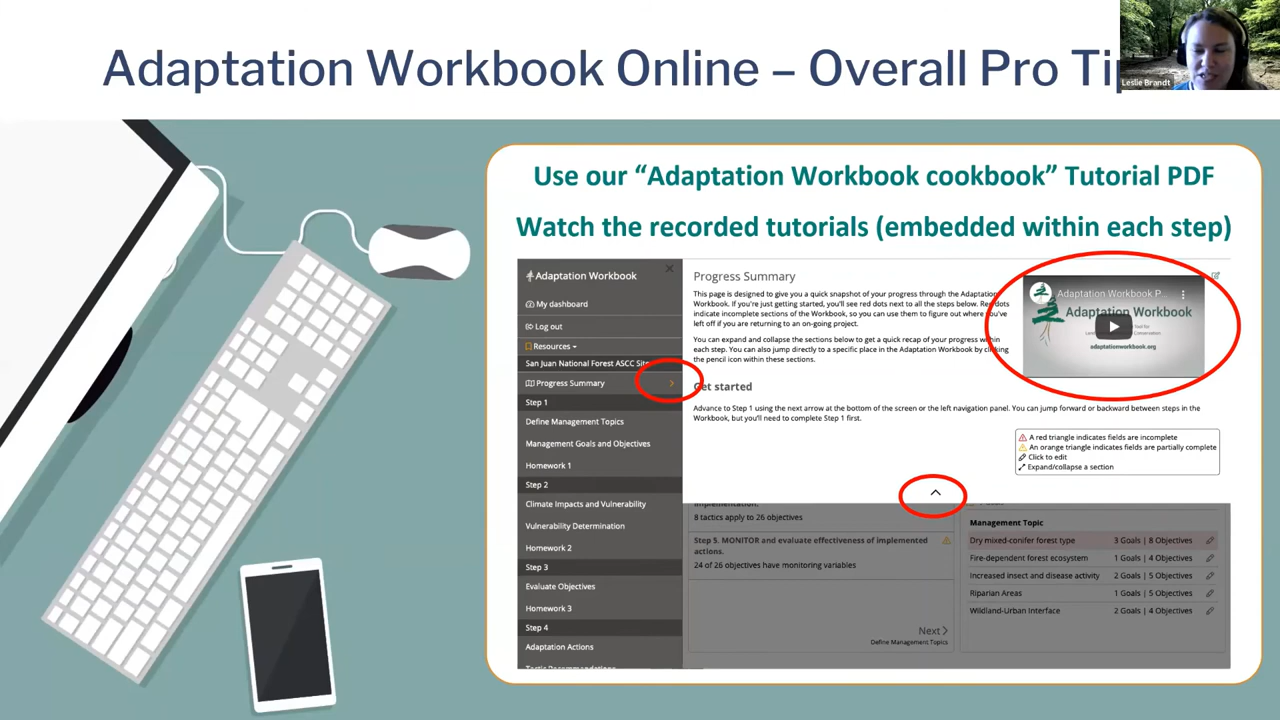 Adaptation Workbook Online – Overall Pro Ti
Leslie Brandt
Use our “Adaptation Workbook cookbook” Tutorial PDF
Watch the recorded tutorials (embedded within each step)
Adaptation Workbook
My dashboard
Log out
Resources
San Juan National Forest ASCC Site
Progress Summary
Step 1
Define Management Topics
Management Goals and Objectives
Homework 1
Step 2
Climate Impacts and Vulnerability
Vulnerability Determination
Homework 2
Step 3
Evaluate Objectives
Homework 3
Step 4
Adaptation Actions
Progress Summary
This page is designed to give you a quick snapshot of your progress through the Adaptation
Workbook. If you're just getting started, you'll see red dots next to all the steps below. Red dots
indicate incomplete sections of the Workbook, so you can use them to figure out where you've
left off if you are returning to an on-going project.
You can expand and collapse the sections below to get a quick recap of your progress within
each step. You can also jump directly to a specific place in the Adaptation Workbook by clicking
the pencil icon within these sections.
Adaptation Workbook P...
Adaptation Workbook
adaptationworkbook.org
Get started
Advance to Step 1 using the next arrow at the bottom of the screen or the left navigation panel. You can jump forward or backward between steps in the
Workbook, but you'll need to complete Step 1 first.
A red triangle indicates fields are incomplete
An orange triangle indicates fields are partially complete
Click to edit
Expand/collapse a section
implementation.
8 tactics apply to 26 objectives
Step 5. MONITOR and evaluate effectiveness of implemented
actions.
24 of 26 objectives have monitoring variables
Next
Define Management Topics
Management Topic
Dry mixed-conifer forest type 3 Goals | 8 Objectives
Fire-dependent forest ecosystem 1 Goals | 4 Objectives
Increased insect and disease activity 2 Goals | 5 Objectives
Riparian Areas 1 Goals | 5 Objectives
Wildland-Urban Interface 2 Goals | 4 Objectives